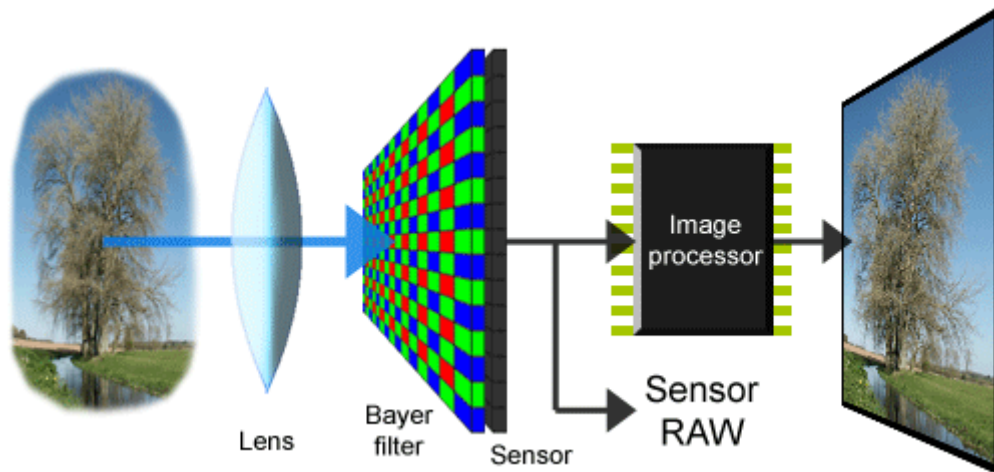 Lens
Bayer
filter
Sensor
Image
processor
Sensor
RAW